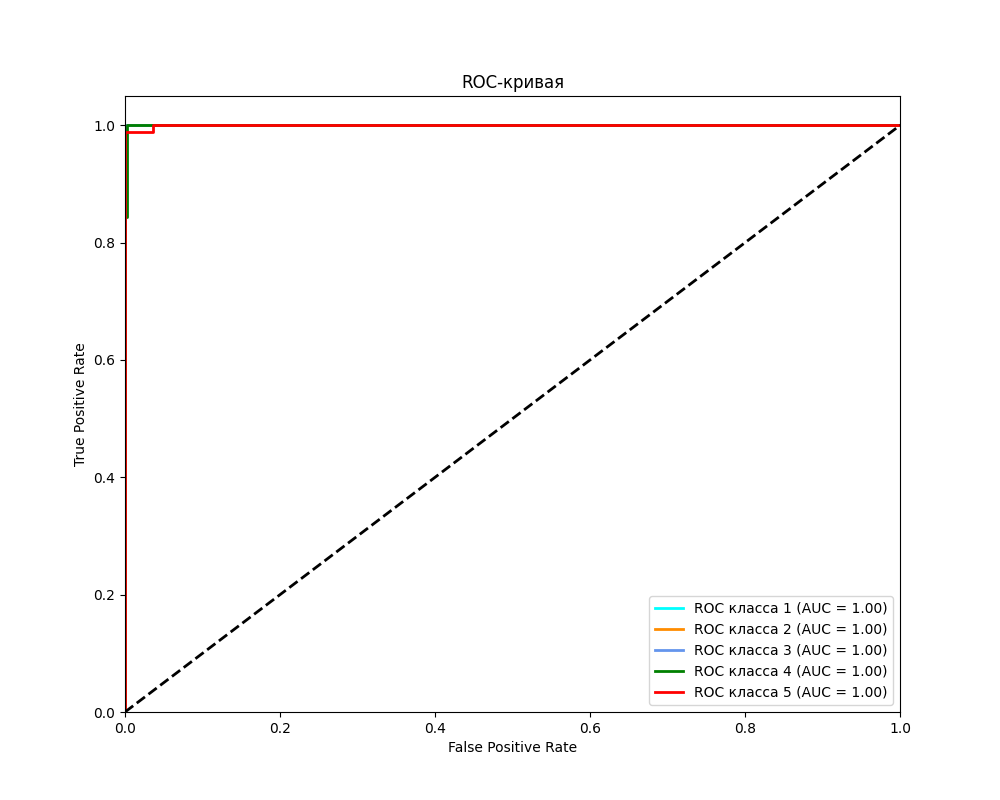 ROC-кривая
1.0
0.8
0.6
0.4
0.2
0.0
True Positive Rate
0.0 0.2 0.4 0.6 0.8 1.0
False Positive Rate
ROC класса 1 (AUC = 1.00)
ROC класса 2 (AUC = 1.00)
ROC класса 3 (AUC = 1.00)
ROC класса 4 (AUC = 1.00)
ROC класса 5 (AUC = 1.00)